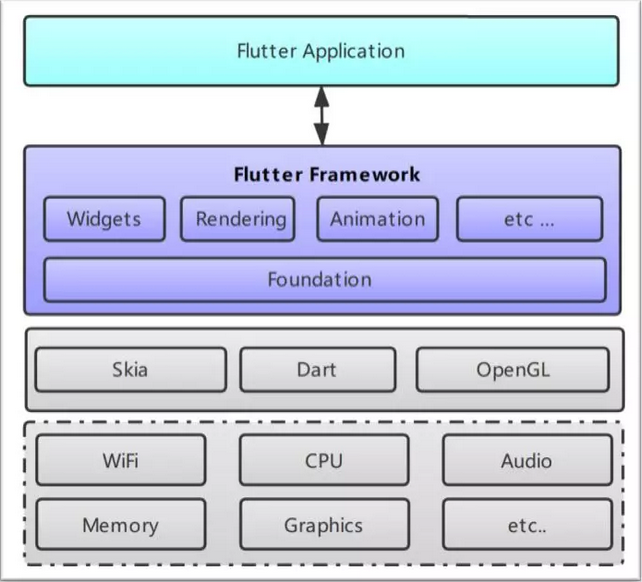 Flutter Application
Flutter Framework
Widgets Rendering Animation etc ...
Foundation
Skia Dart OpenGL
WiFi CPU Audio
Memory Graphics etc..